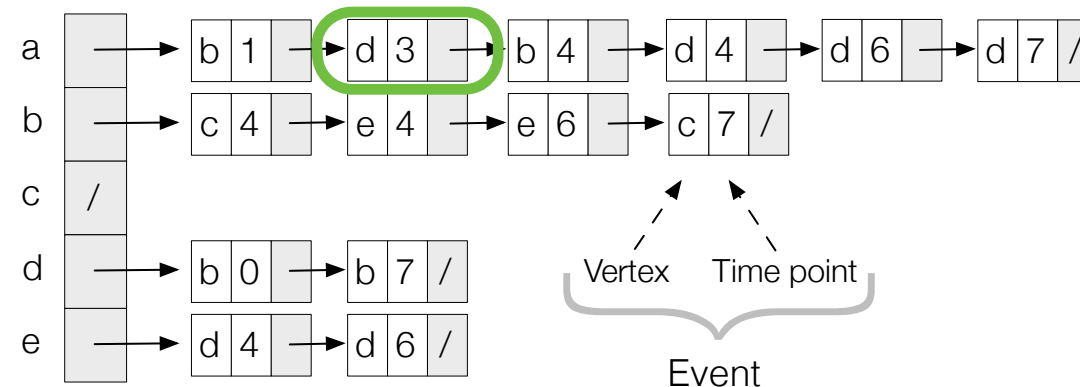 a b 1 d 3 b 4 d 4 d 6 d 7 /
b c 4 e 4 e 6 c 7 /
c /
d b 0 b 7 /
e d 4 d 6 /
Vertex Time point
Event